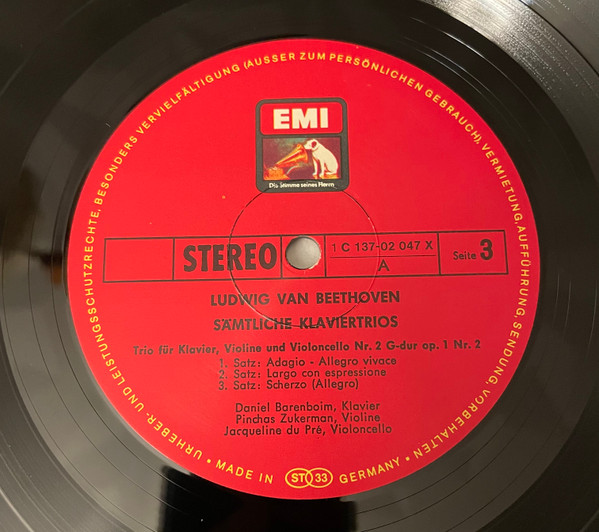 URHEBER- UND LEISTUNGSSCHUTZRECHTE, BESONDERS VERVIELFÄLTIGUNG (AUSSER ZUM PERSÖNLICHEN GEBRAUCH), VERMIETUNG, AUFFÜHRUNG, SENDUNG, VORBEHALTEN •
EMI
Die Stimme seines Herrn
STEREO
1 C 137-02 047 X
A
Seite 3
LUDWIG VAN BEETHOVEN
SÄMTLICHE KLAVIERTRIOS
Trio für Klavier, Violine und Violoncello Nr. 2 G-dur op. 1 Nr. 2
1. Satz: Adagio - Allegro vivace
2. Satz: Largo con espressione
3. Satz: Scherzo (Allegro)
Daniel Barenboim, Klavier
Pinchas Zukerman, Violine
Jacqueline du Prè, Violoncello
• MADE IN ST 33 GERMANY •